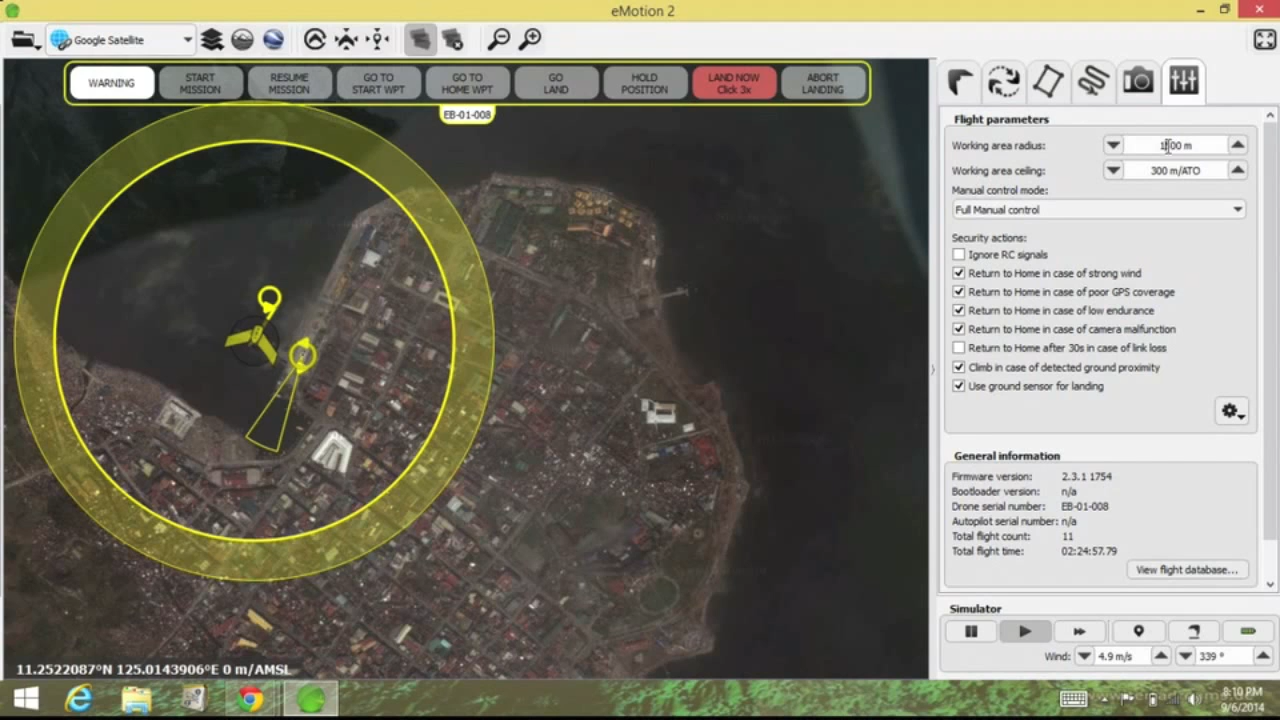 eMotion 2
Google Satellite
WARNING
START MISSION
RESUME MISSION
GO TO START WPT
GO TO HOME WPT
GO LAND
HOLD POSITION
LAND NOW Click 3x
ABORT LANDING
EB-01-008
Flight parameters
Working area radius:
Working area ceiling: 300 m/ATO
Manual control mode:
Full Manual control
Security actions:
Ignore RC signals
Return to Home in case of strong wind
Return to Home in case of poor GPS coverage
Return to Home in case of low endurance
Return to Home in case of camera malfunction
Return to Home after 30s in case of link loss
Climb in case of detected ground proximity
Use ground sensor for landing
General information
Firmware version: 2.3.1 1754
Bootloader version: n/a
Drone serial number: EB-01-008
Autopilot serial number: n/a
Total flight count: 11
Total flight time: 02:24:57.79
View flight database...
Simulator
Wind: 4.9 m/s 339 °
11.2522087°N 125.0143906°E 0 m/AMSL
8:10 PM
9/6/2014